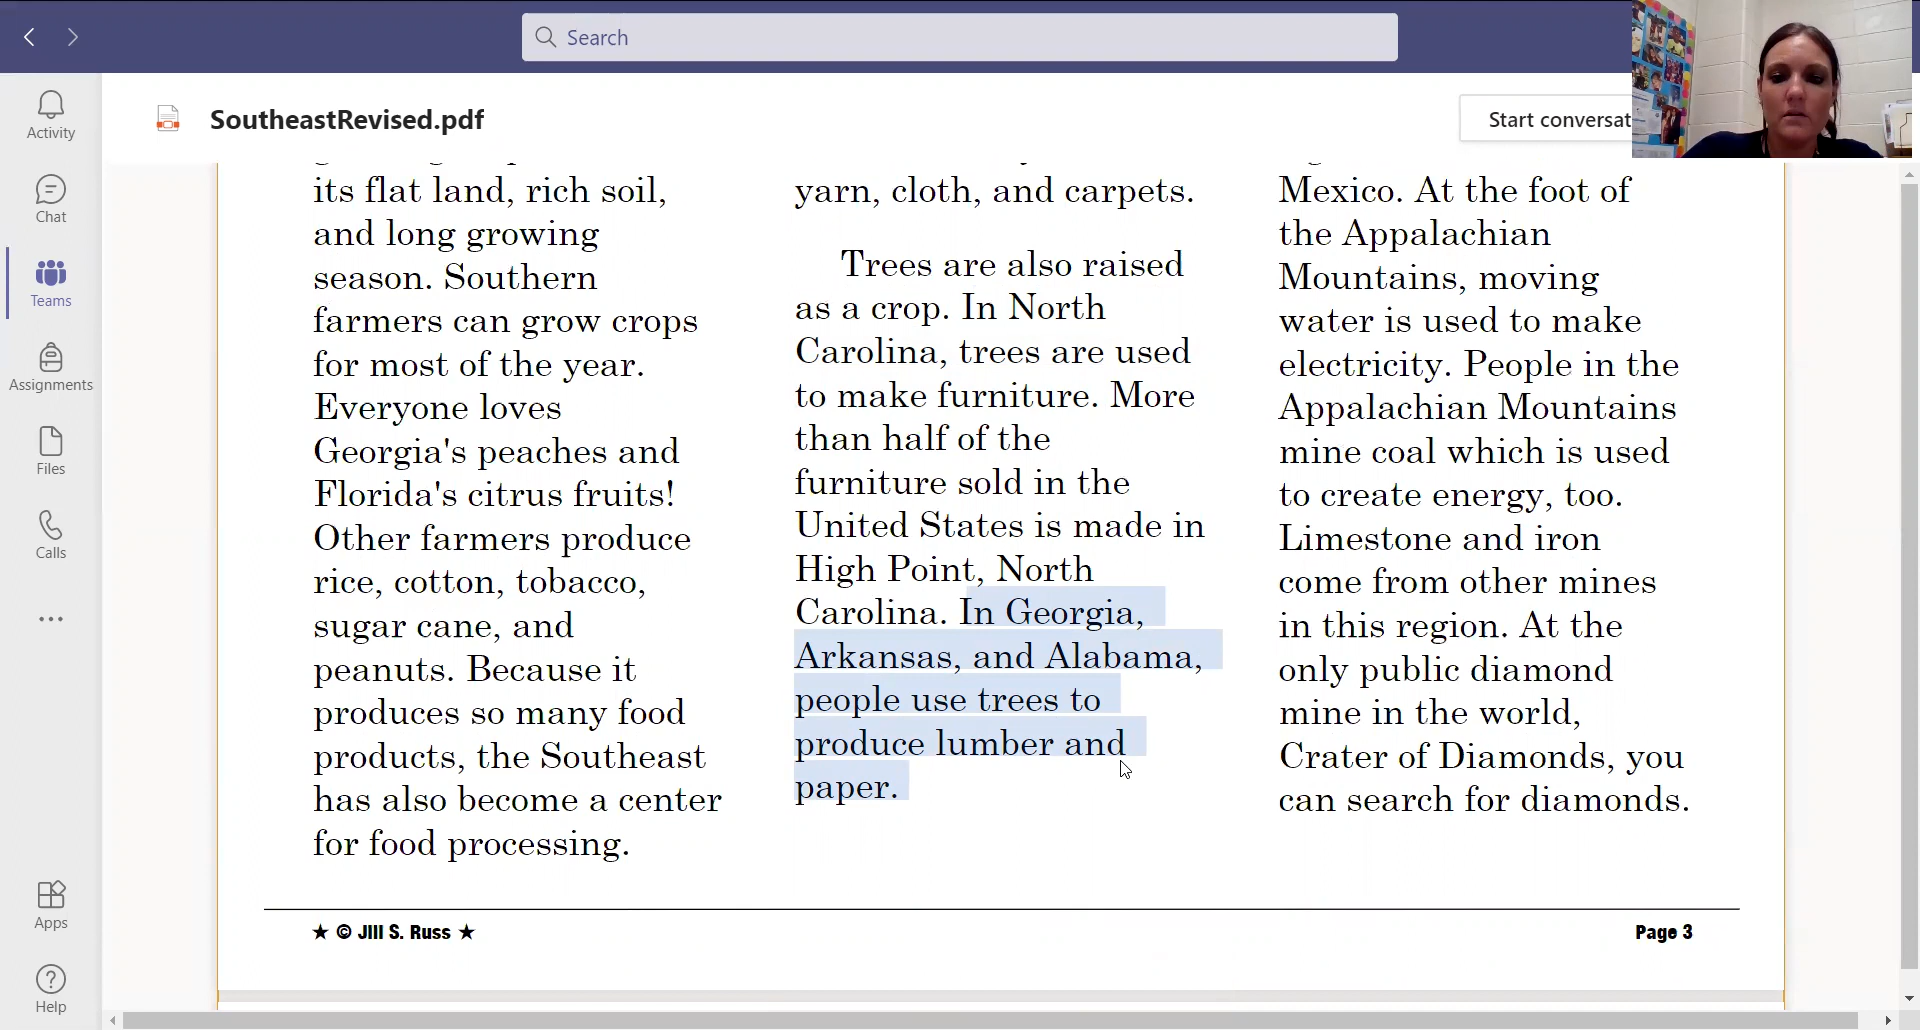 Search
Activity
Chat
Teams
Assignments
Files
Calls
Apps
Help
SoutheastRevised.pdf
Start conversat
its flat land, rich soil,
and long growing
season. Southern
farmers can grow crops
for most of the year.
Everyone loves
Georgia's peaches and
Florida's citrus fruits!
Other farmers produce
rice, cotton, tobacco,
sugar cane, and
peanuts. Because it
produces so many food
products, the Southeast
has also become a center
for food processing.
yarn, cloth, and carpets.
Trees are also raised
as a crop. In North
Carolina, trees are used
to make furniture. More
than half of the
furniture sold in the
United States is made in
High Point, North
Carolina. In Georgia,
Arkansas, and Alabama,
people use trees to
produce lumber and
paper.
Mexico. At the foot of
the Appalachian
Mountains, moving
water is used to make
electricity. People in the
Appalachian Mountains
mine coal which is used
to create energy, too.
Limestone and iron
come from other mines
in this region. At the
only public diamond
mine in the world,
Crater of Diamonds, you
can search for diamonds.
★ © Jill S. Russ ★
Page 3